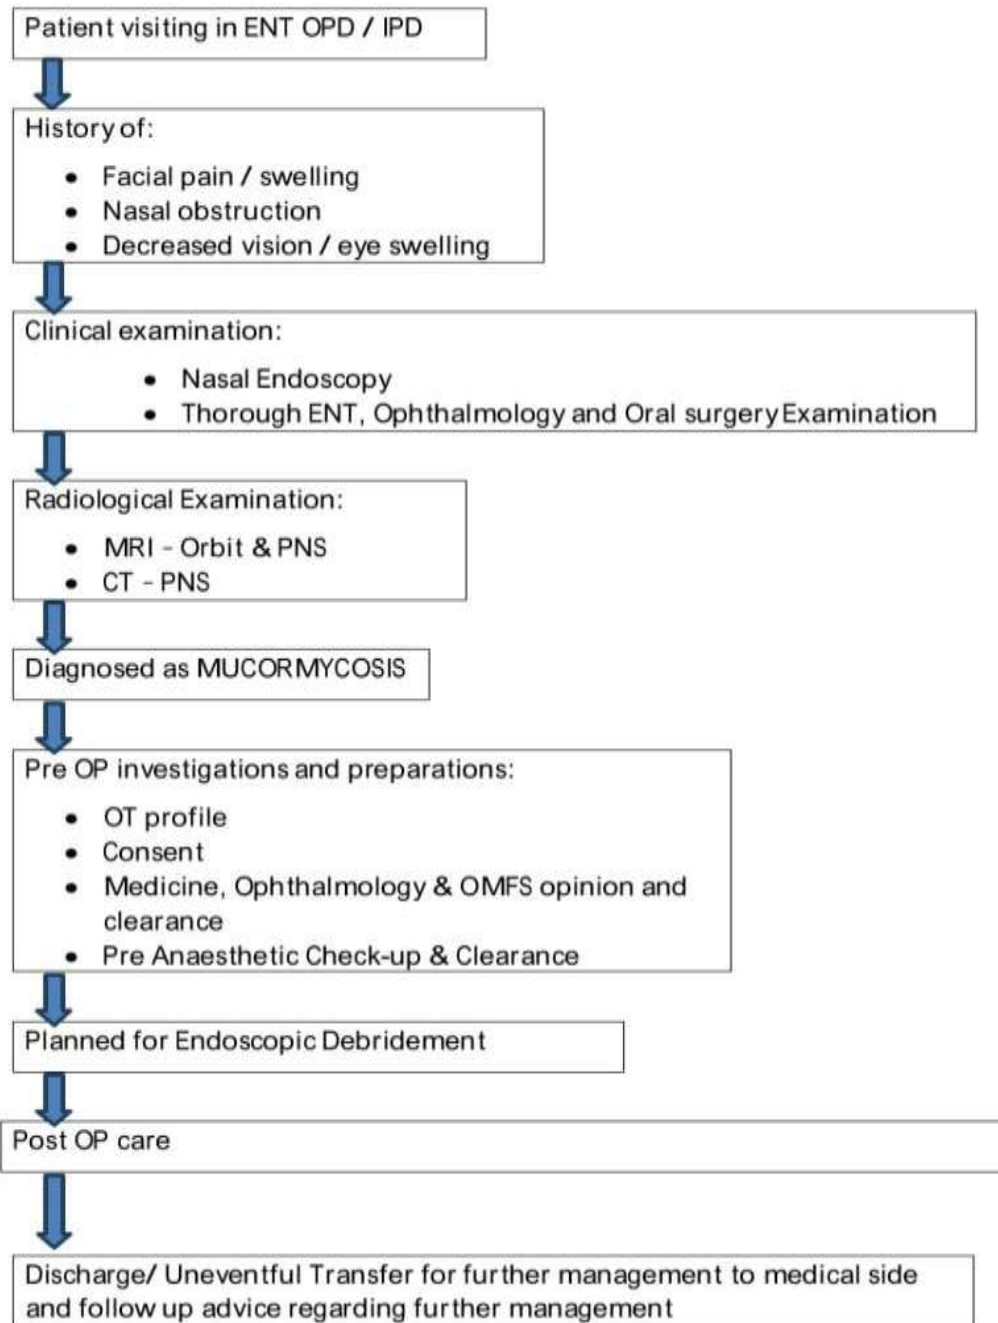 Patient visiting in ENT OPD / IPD
History of:
• Facial pain / swelling
• Nasal obstruction
• Decreased vision / eye swelling
Clinical examination:
• Nasal Endoscopy
• Thorough ENT, Ophthalmology and Oral surgery Examination
Radiological Examination:
• MRI - Orbit & PNS
• CT - PNS
Diagnosed as MUCORMYCOSIS
Pre OP investigations and preparations:
• OT profile
• Consent
• Medicine, Ophthalmology & OMFS opinion and
clearance
• Pre Anaesthetic Check-up & Clearance
Planned for Endoscopic Debridement
Post OP care
Discharge/ Uneventful Transfer for further management to medical side
and follow up advice regarding further management